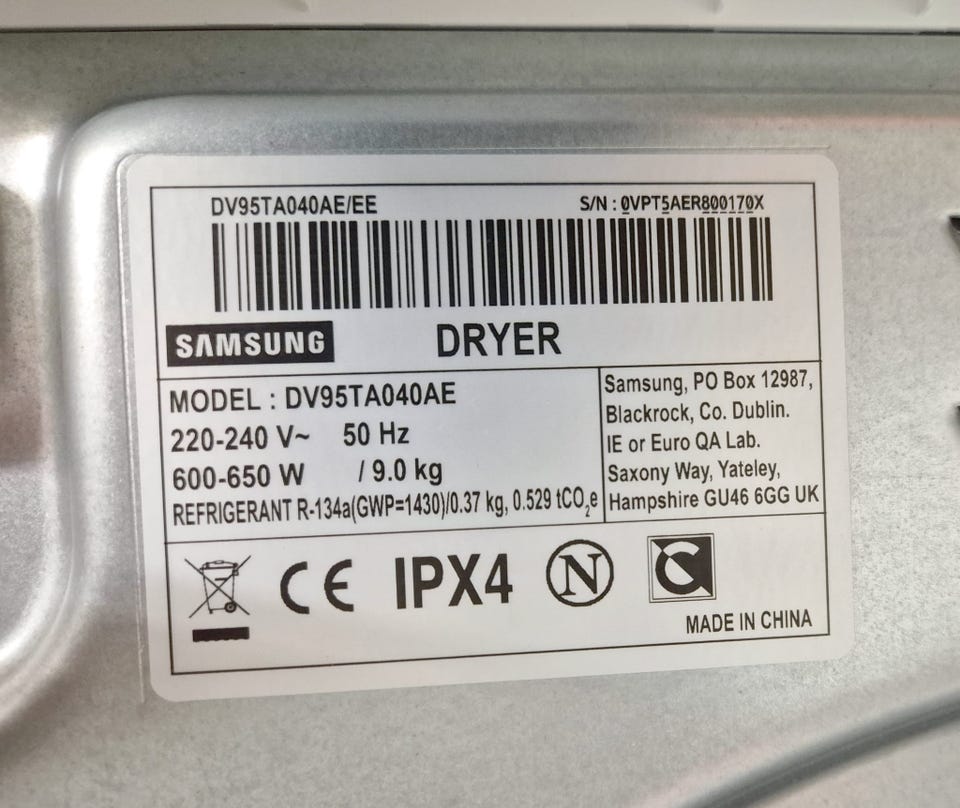 DV95TA040AE/EE S/N : 0VPT5AER800170X
SAMSUNG DRYER
MODEL : DV95TA040AE
220-240 V~ 50 Hz
600-650 W / 9.0 kg
REFRIGERANT R-134a(GWP=1430)/0.37 kg, 0.529 tCO₂e
Samsung, PO Box 12987,
Blackrock, Co. Dublin.
IE or Euro QA Lab.
Saxony Way, Yateley,
Hampshire GU46 6GG UK
CE IPX4 N C
MADE IN CHINA